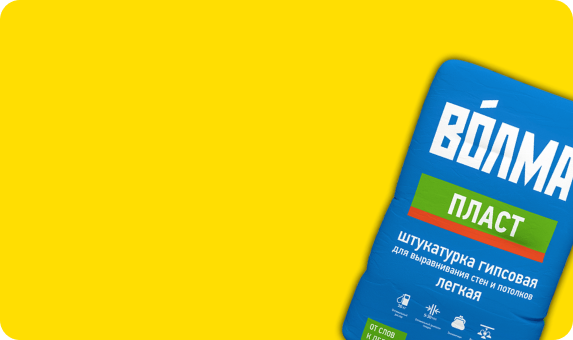 ВОЛМА
ПЛАСТ
штукатурка гипсовая
для выравнивания стен и потолков
легкая
ОТ СЛОВ